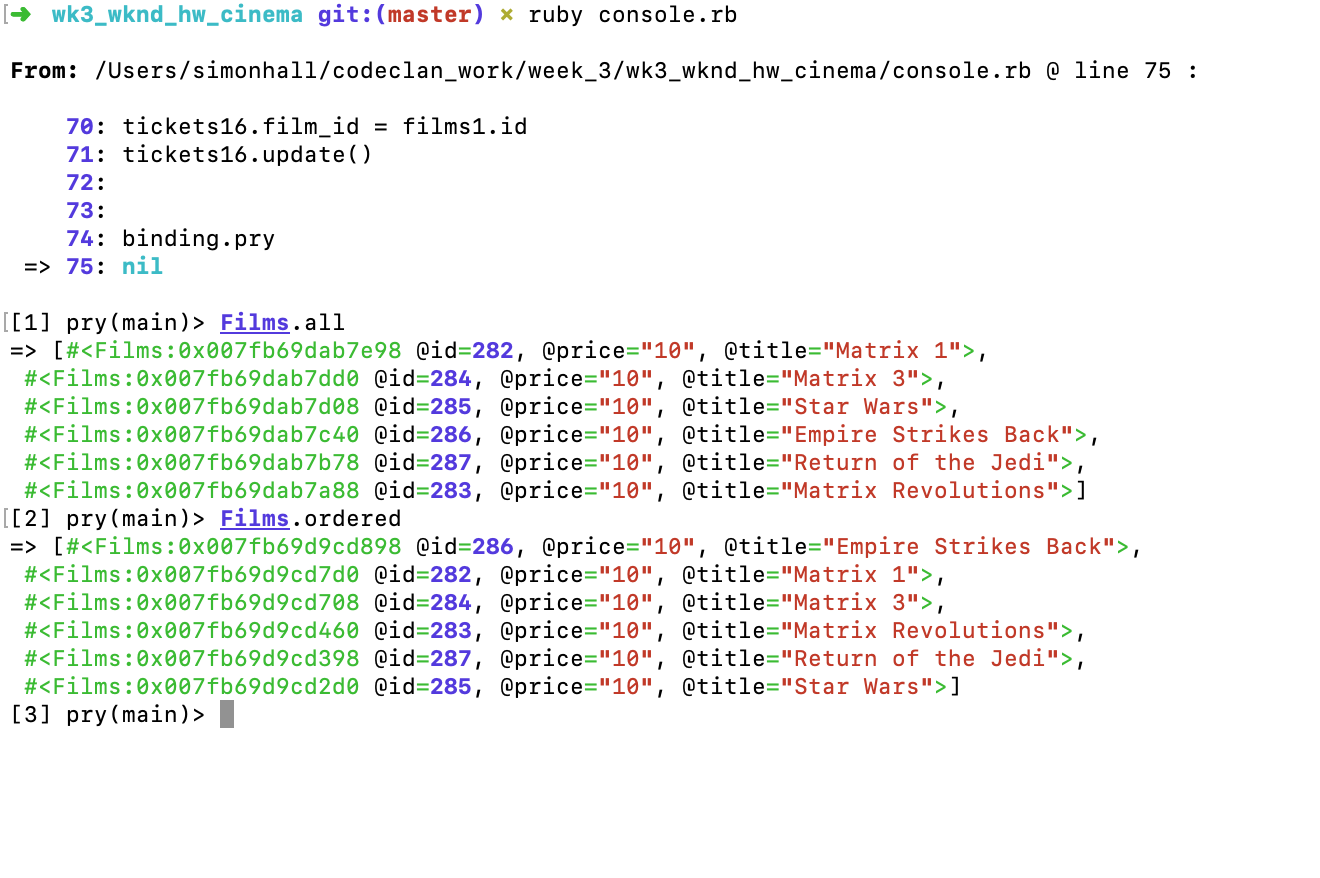 [➜  wk3_wknd_hw_cinema git:(master) ✗ ruby console.rb
From: /Users/simonhall/codeclan_work/week_3/wk3_wknd_hw_cinema/console.rb @ line 75 :
70: tickets16.film_id = films1.id
71: tickets16.update()
72:
73:
74: binding.pry
=> 75: nil
[[1] pry(main)> Films.all
=> [#<Films:0x007fb69dab7e98 @id=282, @price="10", @title="Matrix 1">,
#<Films:0x007fb69dab7dd0 @id=284, @price="10", @title="Matrix 3">,
#<Films:0x007fb69dab7d08 @id=285, @price="10", @title="Star Wars">,
#<Films:0x007fb69dab7c40 @id=286, @price="10", @title="Empire Strikes Back">,
#<Films:0x007fb69dab7b78 @id=287, @price="10", @title="Return of the Jedi">,
#<Films:0x007fb69dab7a88 @id=283, @price="10", @title="Matrix Revolutions">]
[[2] pry(main)> Films.ordered
=> [#<Films:0x007fb69d9cd898 @id=286, @price="10", @title="Empire Strikes Back">,
#<Films:0x007fb69d9cd7d0 @id=282, @price="10", @title="Matrix 1">,
#<Films:0x007fb69d9cd708 @id=284, @price="10", @title="Matrix 3">,
#<Films:0x007fb69d9cd460 @id=283, @price="10", @title="Matrix Revolutions">,
#<Films:0x007fb69d9cd398 @id=287, @price="10", @title="Return of the Jedi">,
#<Films:0x007fb69d9cd2d0 @id=285, @price="10", @title="Star Wars">]
[3] pry(main)>